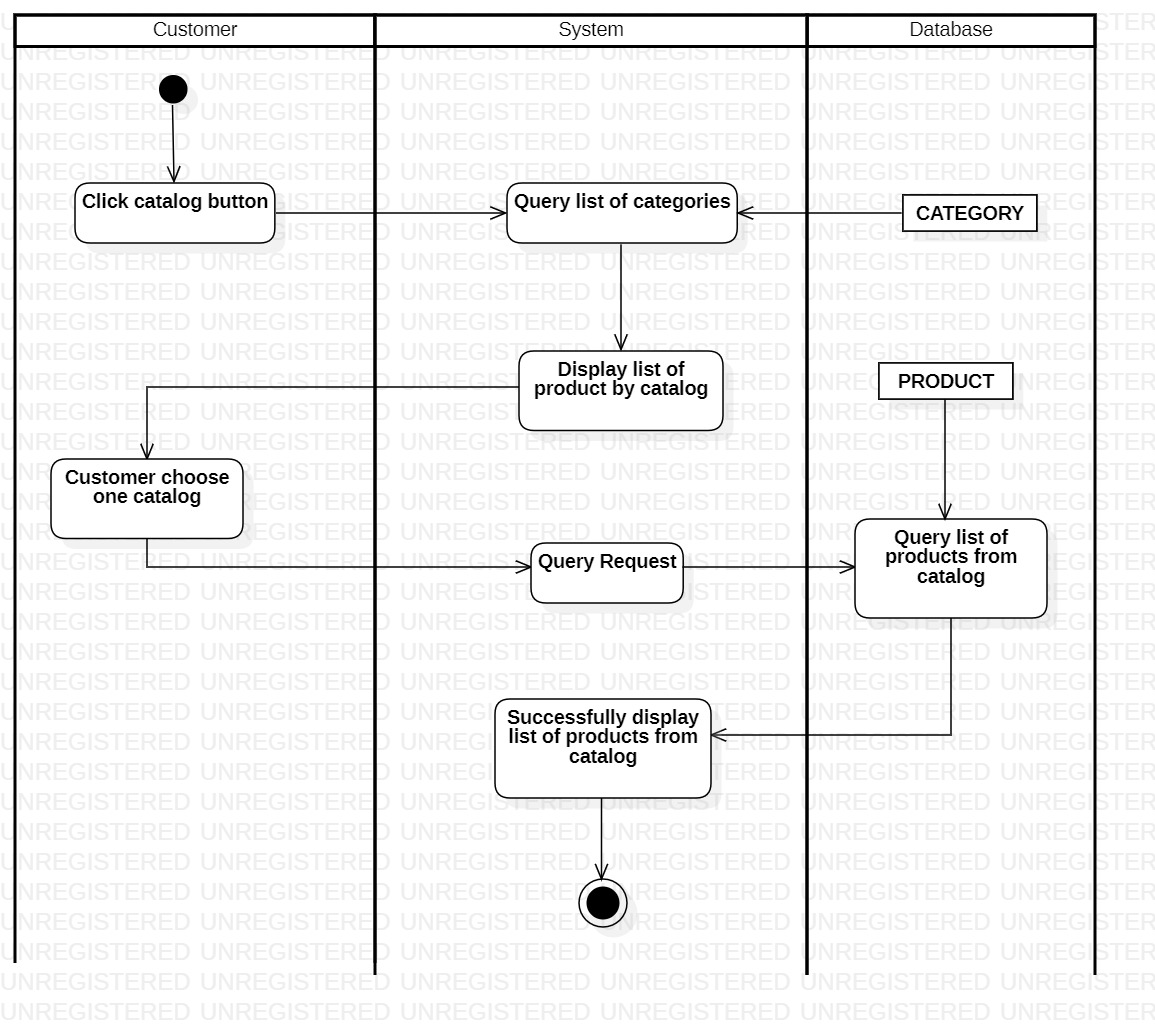 Customer
System
Database
Click catalog button
Query list of categories
CATEGORY
Display list of
product by catalog
PRODUCT
Customer choose
one catalog
Query Request
Query list of
products from
catalog
Successfully display
list of products from
catalog
UNREGISTERED